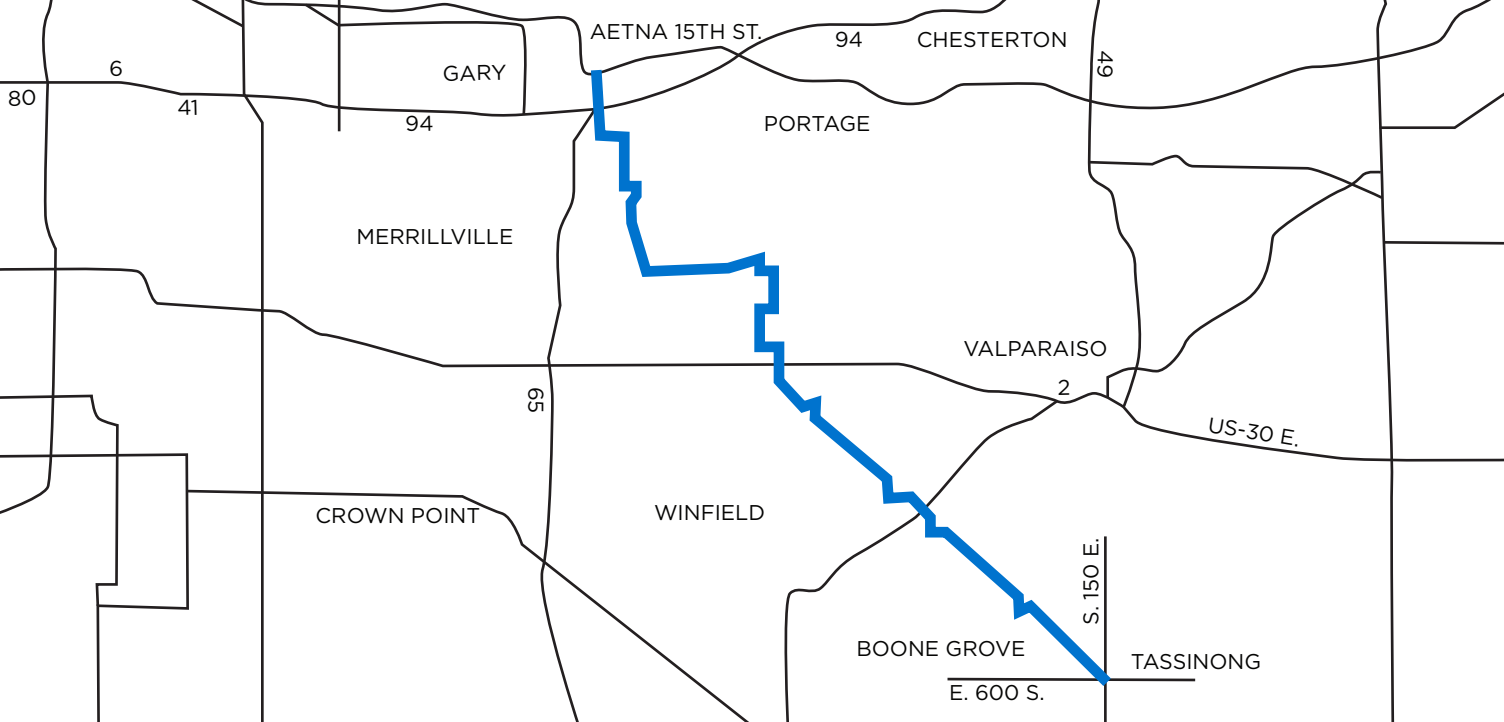 AETNA 15TH ST.
94
CHESTERTON
49
6
GARY
80
41
94
PORTAGE
MERRILLVILLE
VALPARAISO
2
65
US-30 E.
CROWN POINT
WINFIELD
S. 150 E.
BOONE GROVE
TASSINONG
E. 600 S.